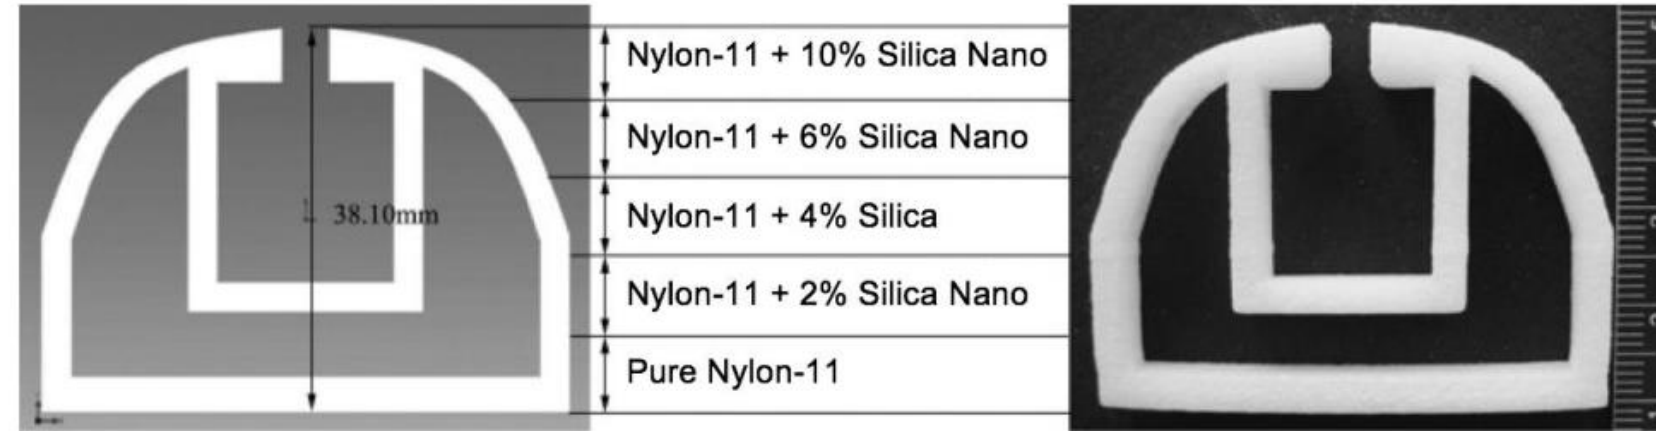 Nylon-11 + 10% Silica Nano
Nylon-11 + 6% Silica Nano
38.10mm
Nylon-11 + 4% Silica
Nylon-11 + 2% Silica Nano
Pure Nylon-11